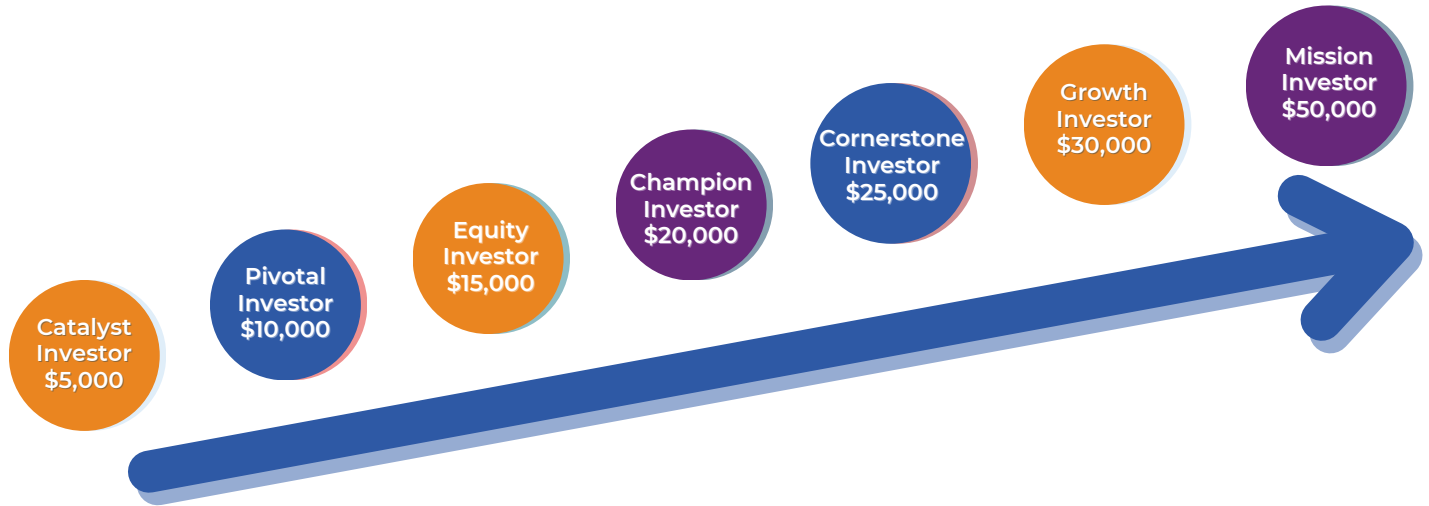 Catalyst
Investor
$5,000
Pivotal
Investor
$10,000
Equity
Investor
$15,000
Champion
Investor
$20,000
Cornerstone
Investor
$25,000
Growth
Investor
$30,000
Mission
Investor
$50,000